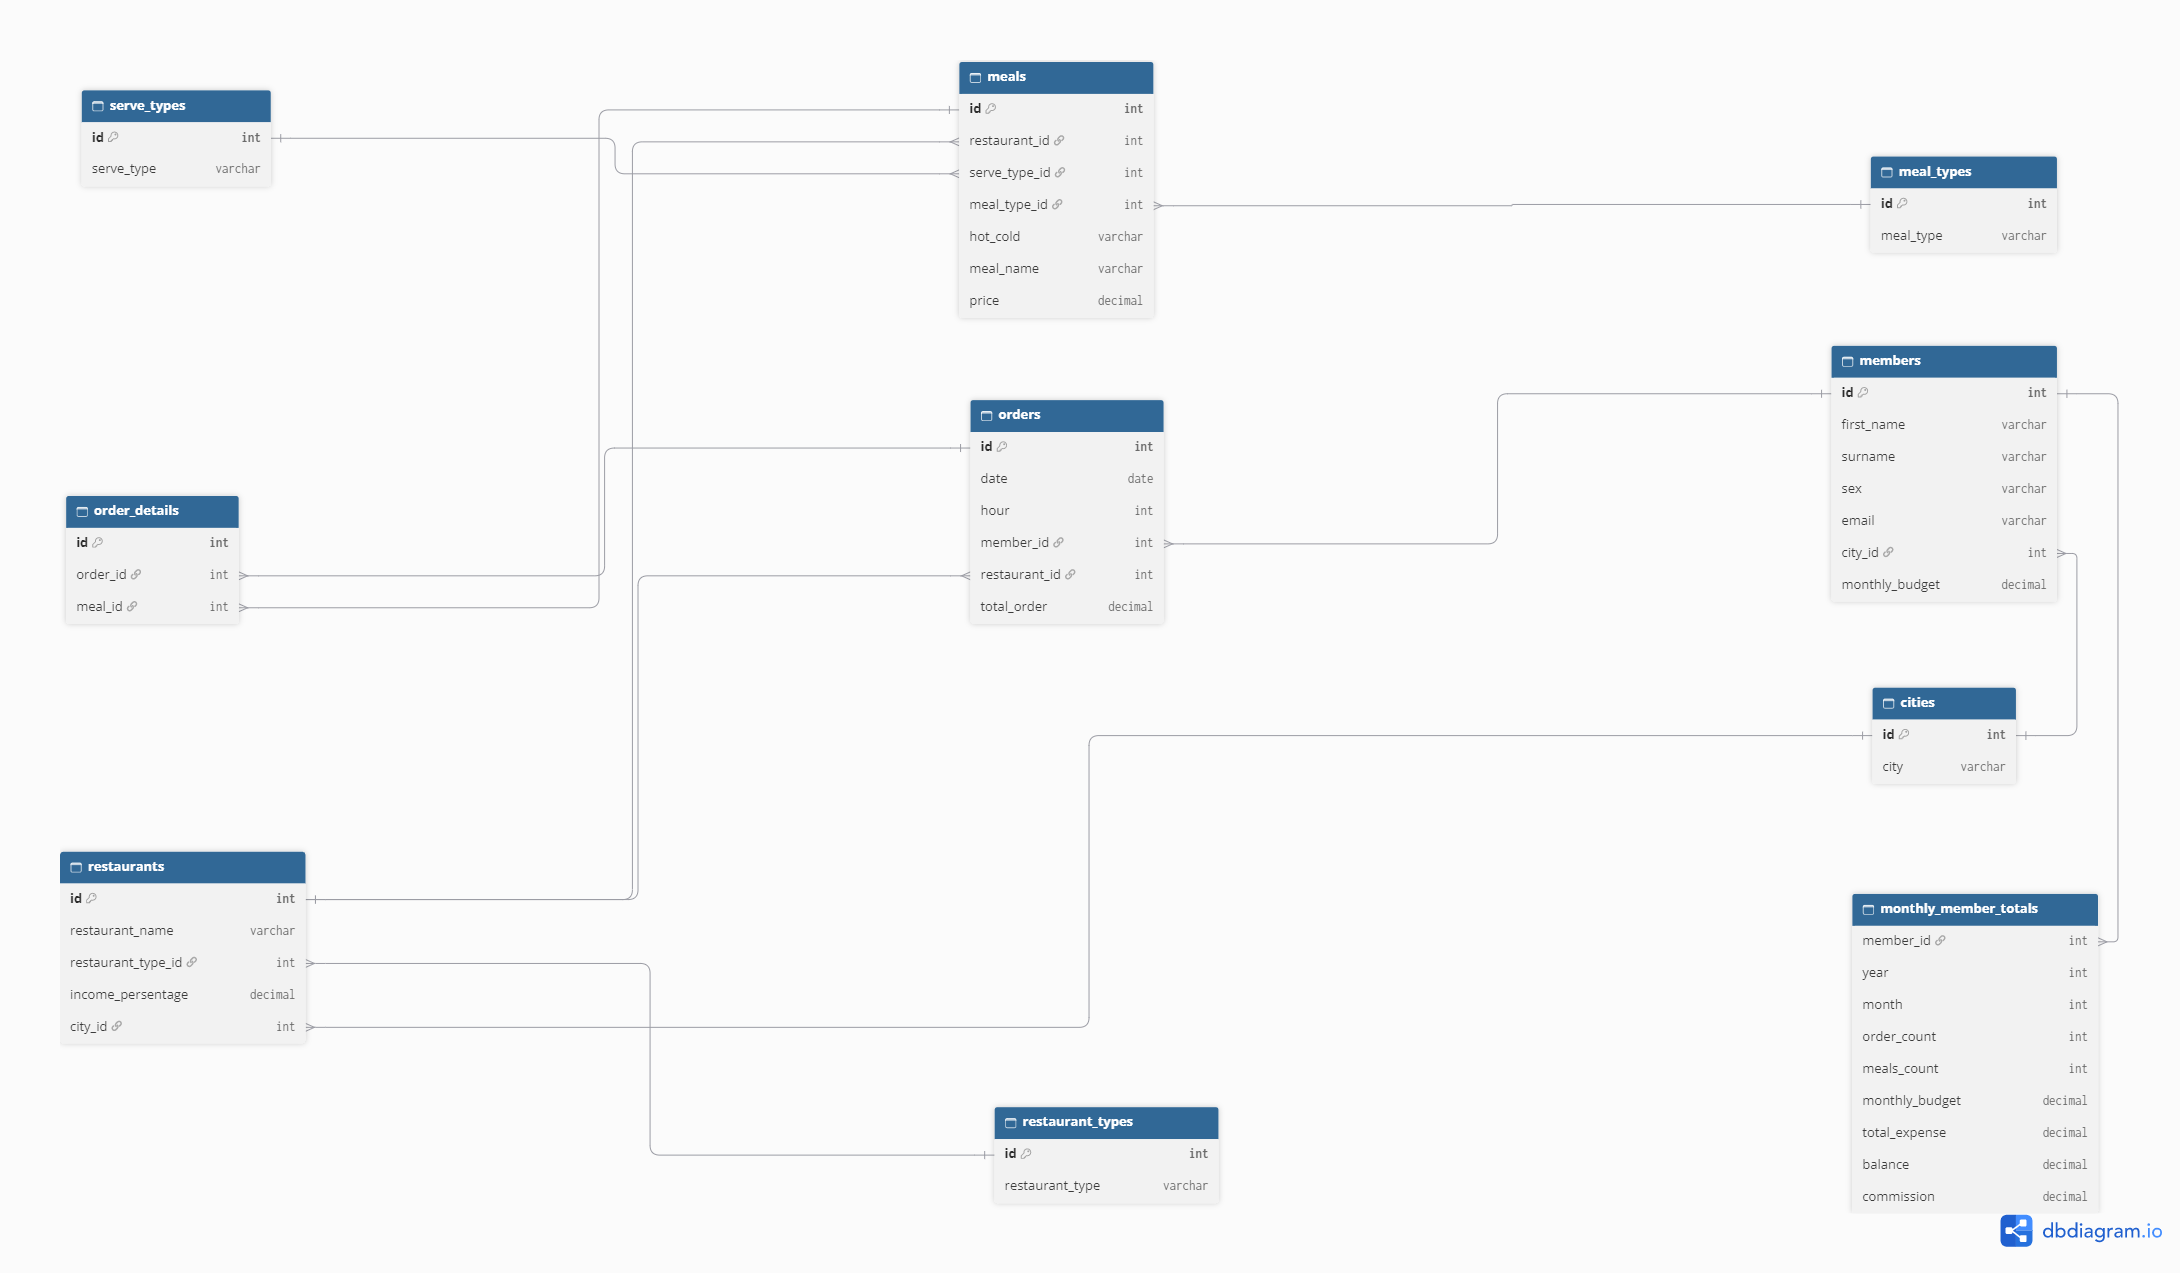 serve_types
id int
serve_type varchar
meals
id int
restaurant_id int
serve_type_id int
meal_type_id int
hot_cold varchar
meal_name varchar
price decimal
meal_types
id int
meal_type varchar
members
id int
first_name varchar
surname varchar
sex varchar
email varchar
city_id int
monthly_budget decimal
orders
id int
date date
hour int
member_id int
restaurant_id int
total_order decimal
order_details
id int
order_id int
meal_id int
cities
id int
city varchar
restaurants
id int
restaurant_name varchar
restaurant_type_id int
income_persentage decimal
city_id int
monthly_member_totals
member_id int
year int
month int
order_count int
meals_count int
monthly_budget decimal
total_expense decimal
balance decimal
commission decimal
restaurant_types
id int
restaurant_type varchar
dbdiagram.io